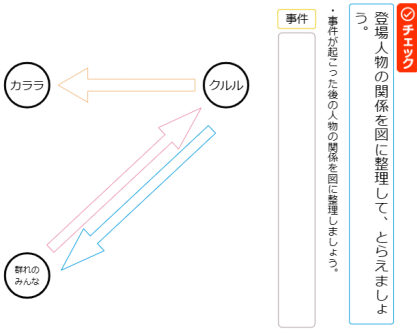 チェック
登場人物の関係を図に整理して、とらえましょ
う。
・事件が起こった後の人物の関係を図に整理しましょう。
事件
クルル
カララ
群れの
みんな